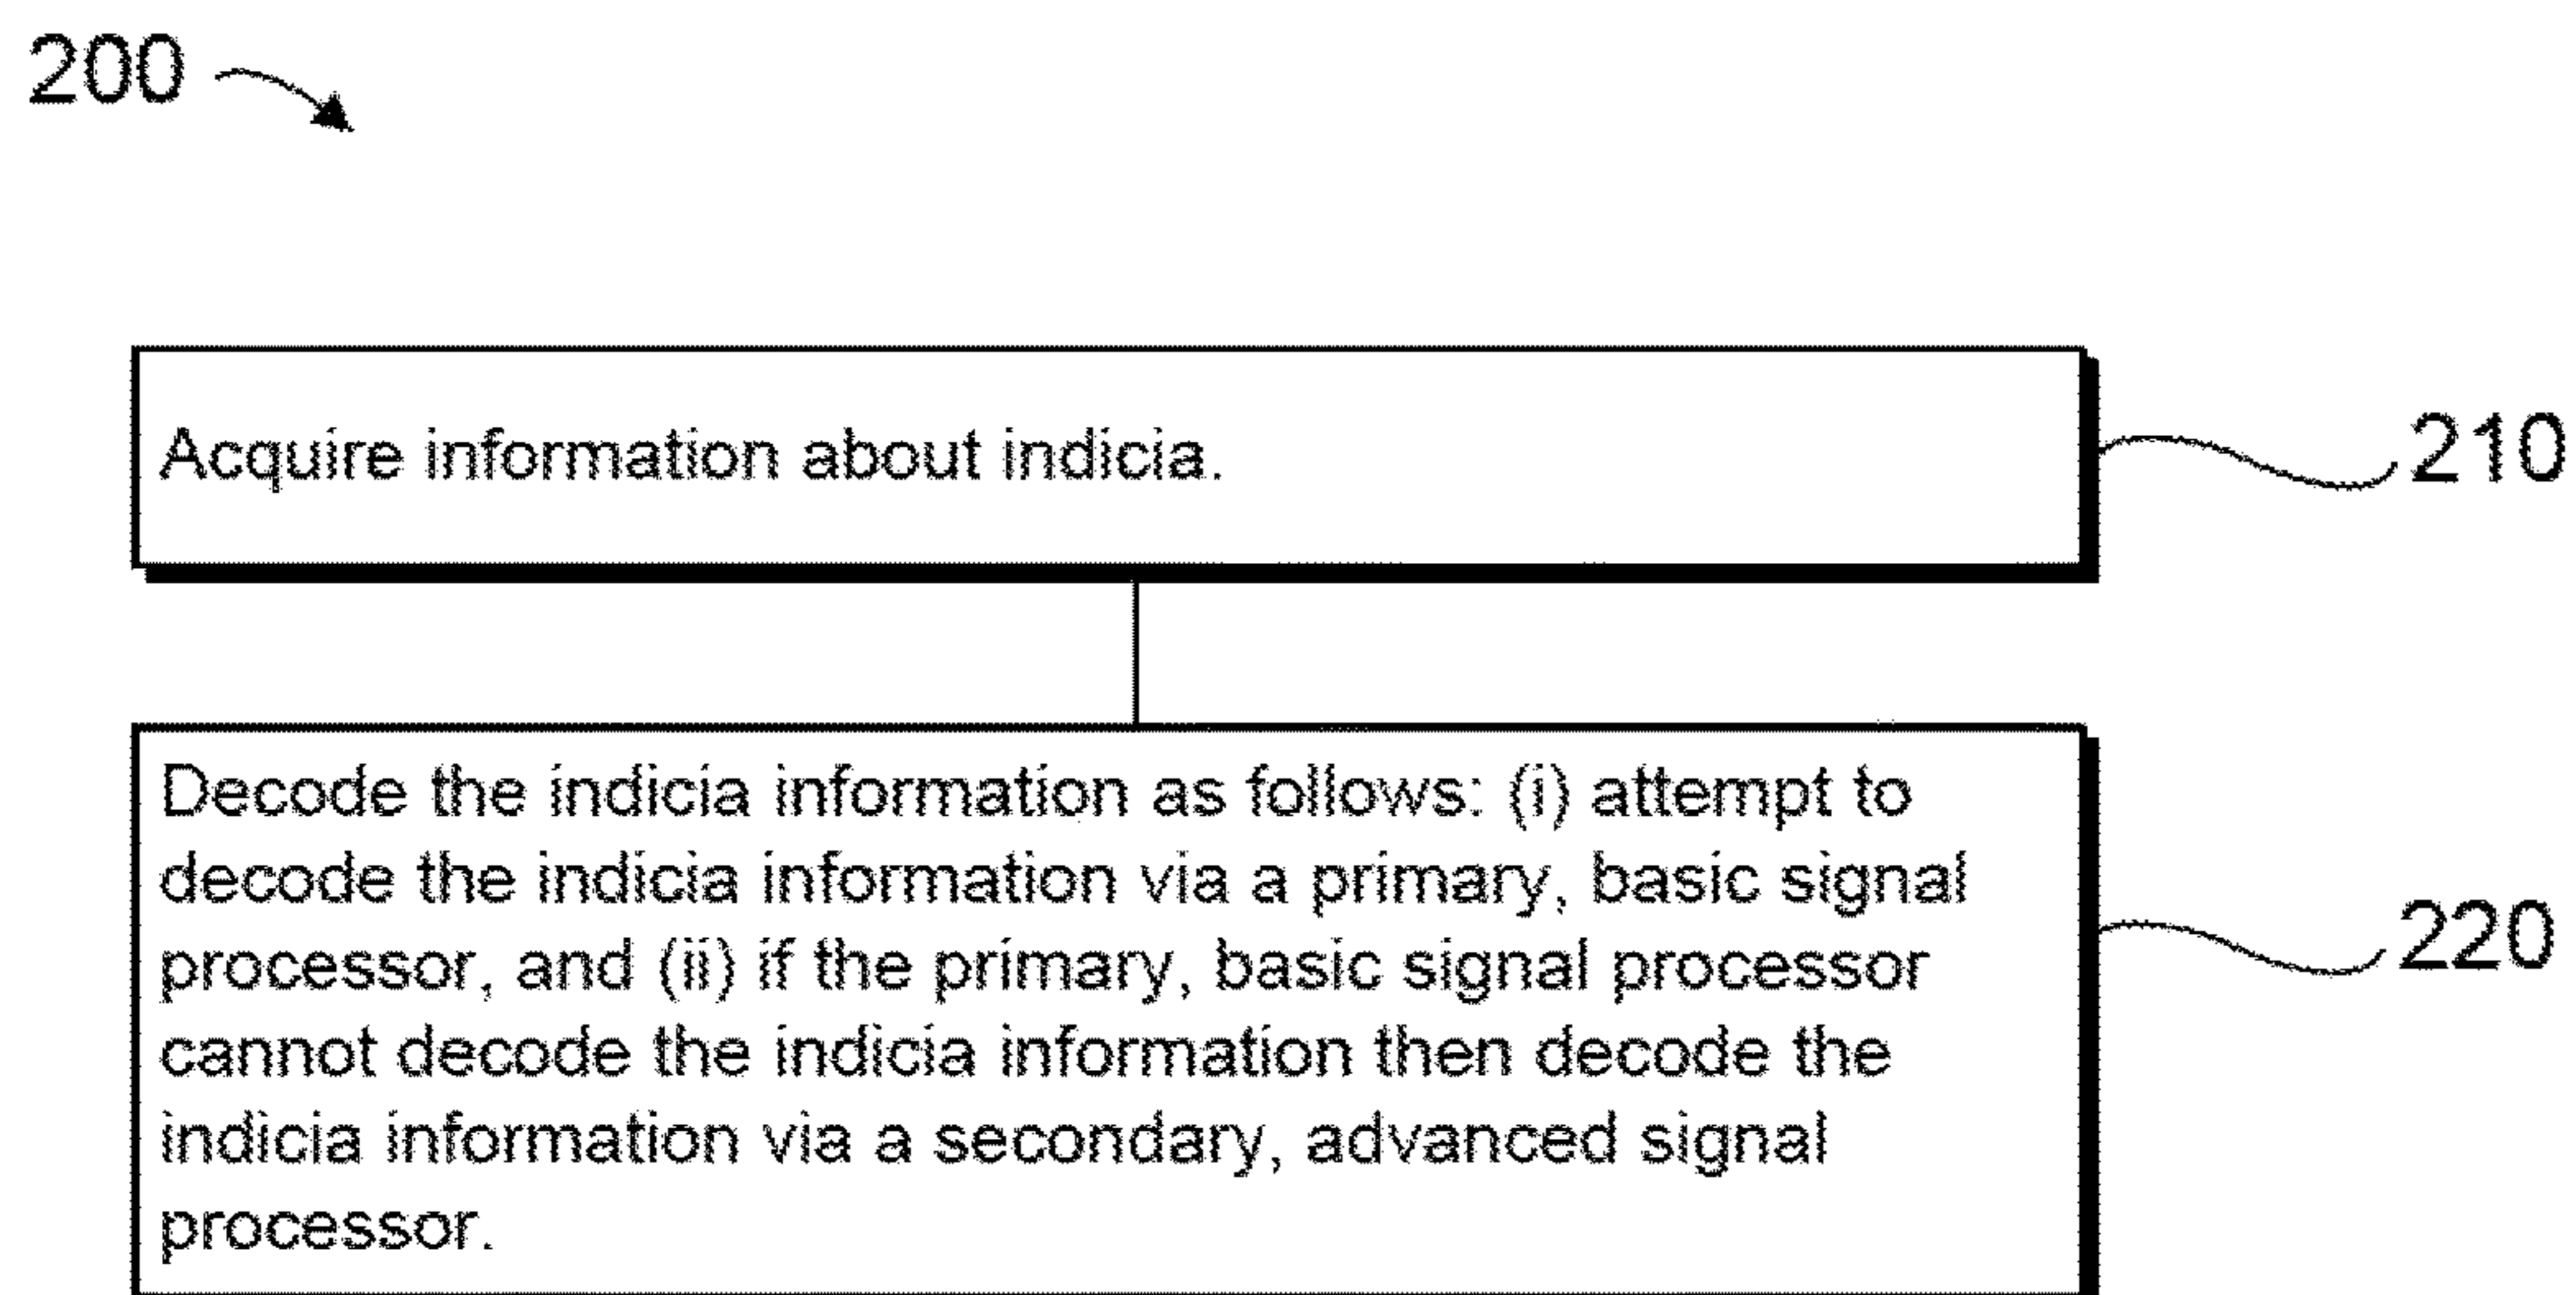 200
Acquire information about indicia.
210
Decode the indicia information as follows: (i) attempt to
decode the indicia information via a primary, basic signal
processor, and (ii) if the primary, basic signal processor
cannot decode the indicia information then decode the
indicia information via a secondary, advanced signal
processor.
220